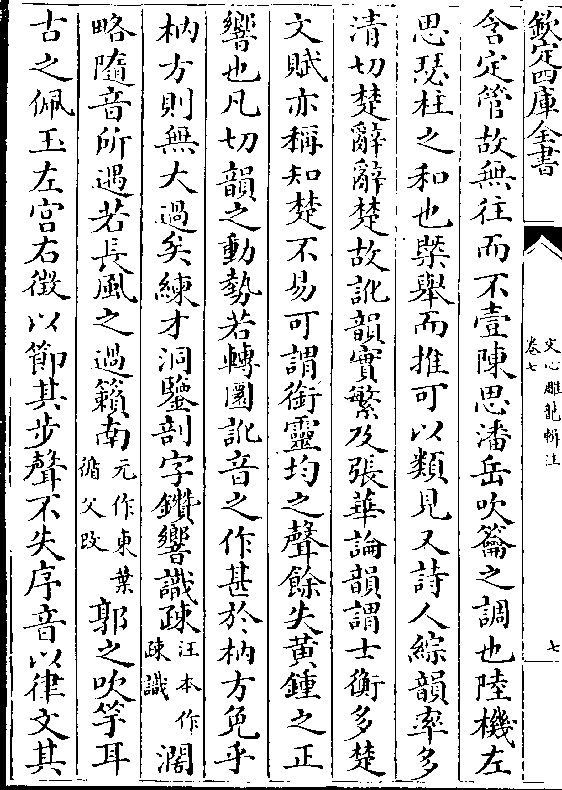 欽定四庫全書
文心雕龍輯注
卷七
七
含定管故無往而不壹陳思潘岳吹籥之調也陸機左
思瑟柱之和也槩舉而推可以類見又詩人綜韻率多
清切楚辭辭楚故訛韻實繁及張華論韻謂士衡多楚
文賦亦稱知楚不易可謂銜靈均之聲餘失黃鍾之正
響也凡切韻之動勢若轉圜訛音之作甚於枘方免乎
枘方則無大過矣練才洞鑒剖字鑽響識疎汪本作疎識濶
略隨音所遇若長風之過籟南元作東葉循父改郭之吹竽耳
古之佩玉左宮右徵以節其步聲不失序音以律文其